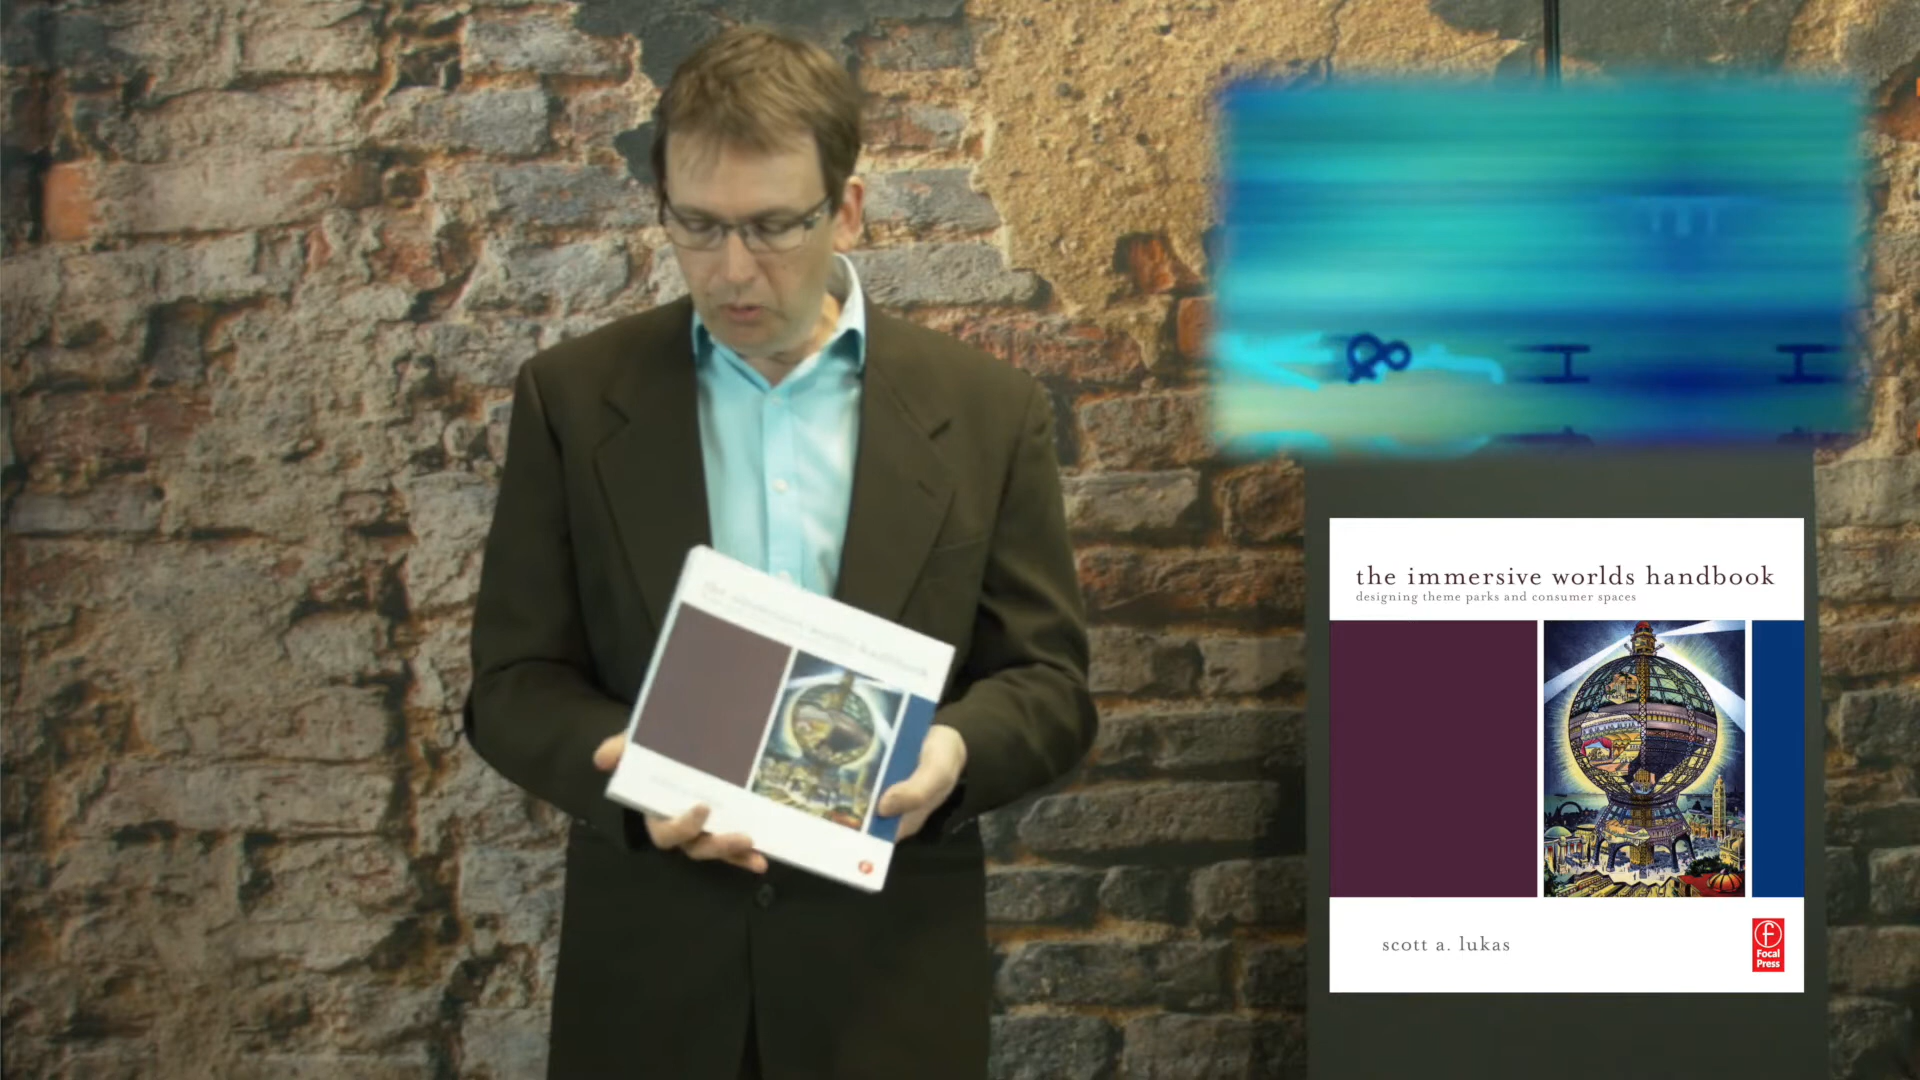 the immersive worlds handbook
designing theme parks and consumer spaces
scott a. lukas
f
Focal
Press